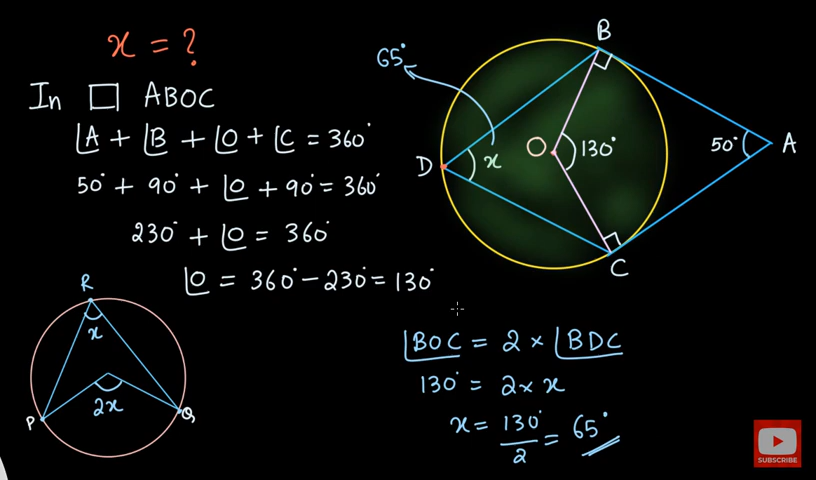 x = ?
In □ ABOC
∠A + ∠B + ∠O + ∠C = 360°
50° + 90° + ∠O + 90° = 360°
230° + ∠O = 360°
∠O = 360° - 230° = 130°
65°
B
D
x
O
130°
50°
A
C
R
x
2x
P
Q
∠BOC = 2 × ∠BDC
130° = 2 × x
x = 130°/2 = 65°
SUBSCRIBE